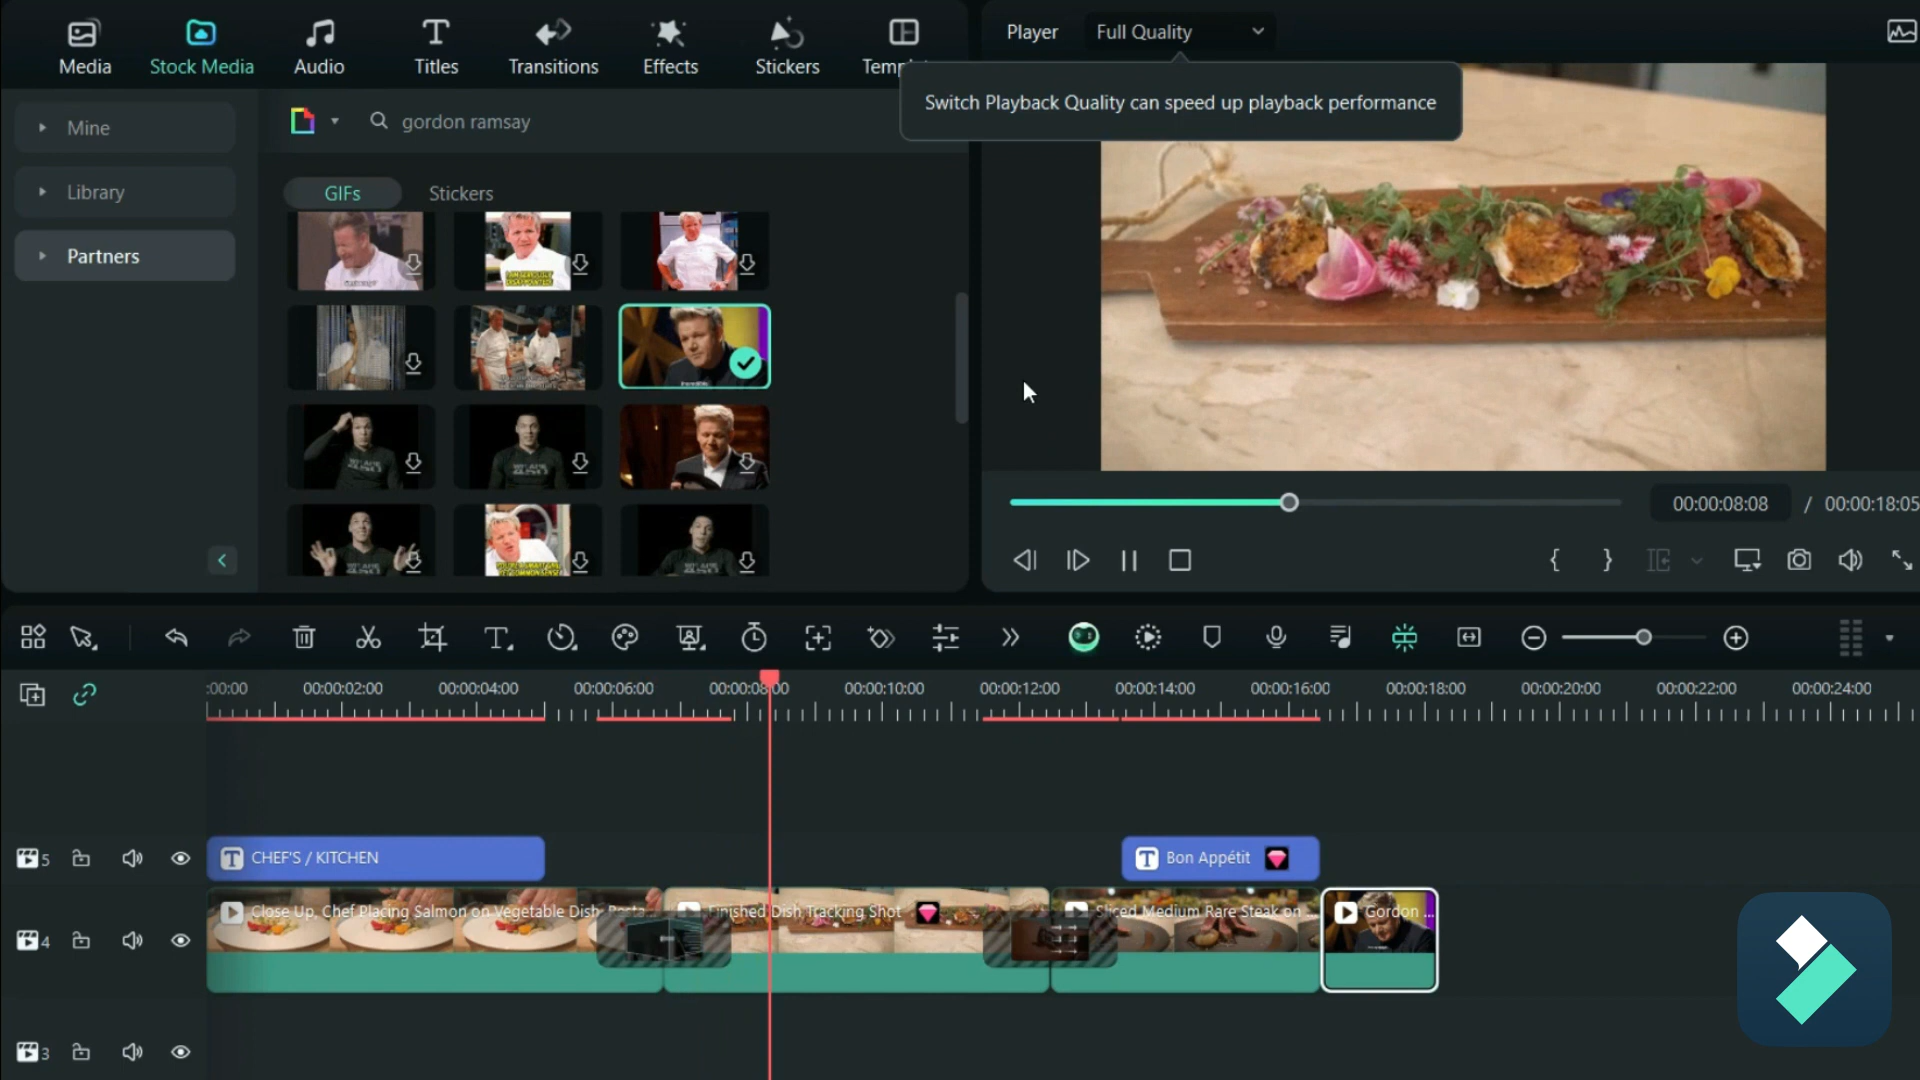 Media
Stock Media
Audio
Titles
Transitions
Effects
Stickers
Player
Full Quality
Switch Playback Quality can speed up playback performance
Mine
Library
Partners
gordon ramsay
GIFs
Stickers
00:00:08:08 / 00:00:18:05
:00:00
00:00:02:00
00:00:04:00
00:00:06:00
00:00:08:00
00:00:10:00
00:00:12:00
00:00:14:00
00:00:16:00
00:00:18:00
00:00:20:00
00:00:22:00
00:00:24:00
5
CHEF'S / KITCHEN
Bon Appétit
4
Close Up, Chef Placing Salmon on Vegetable Dish, Resta...
Finished Dish Tracking Shot
Sliced Medium Rare Steak on ...
Gordon ...
3